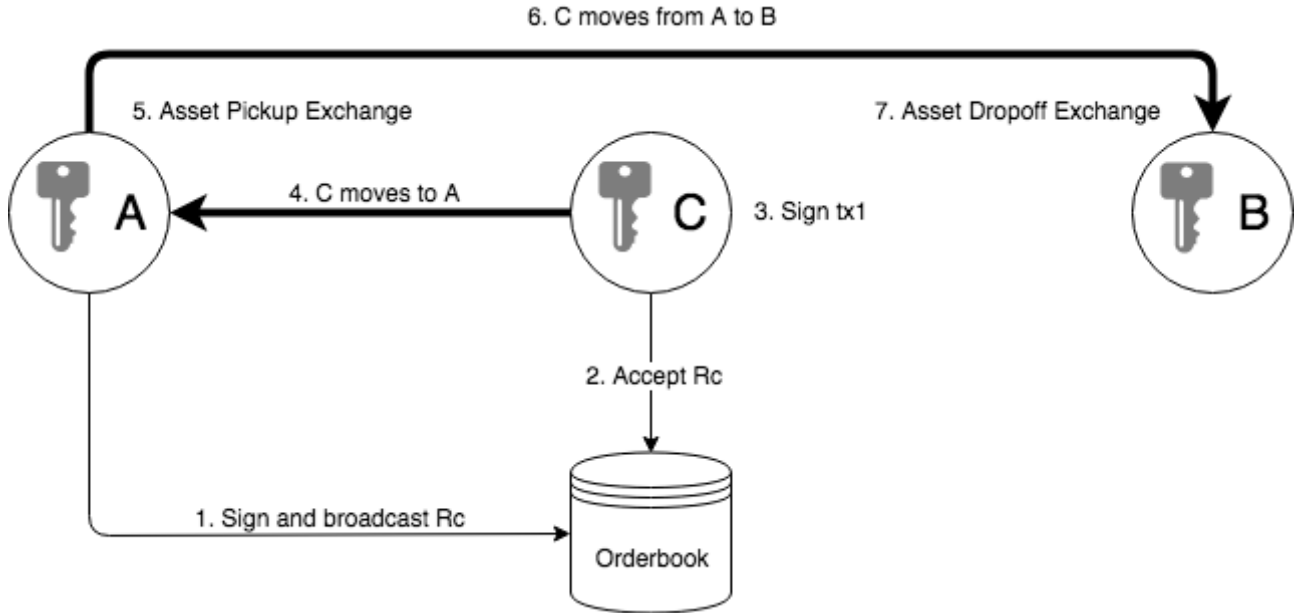 6. C moves from A to B
5. Asset Pickup Exchange
7. Asset Dropoff Exchange
A
4. C moves to A
C
3. Sign tx1
B
2. Accept Rc
1. Sign and broadcast Rc
Orderbook